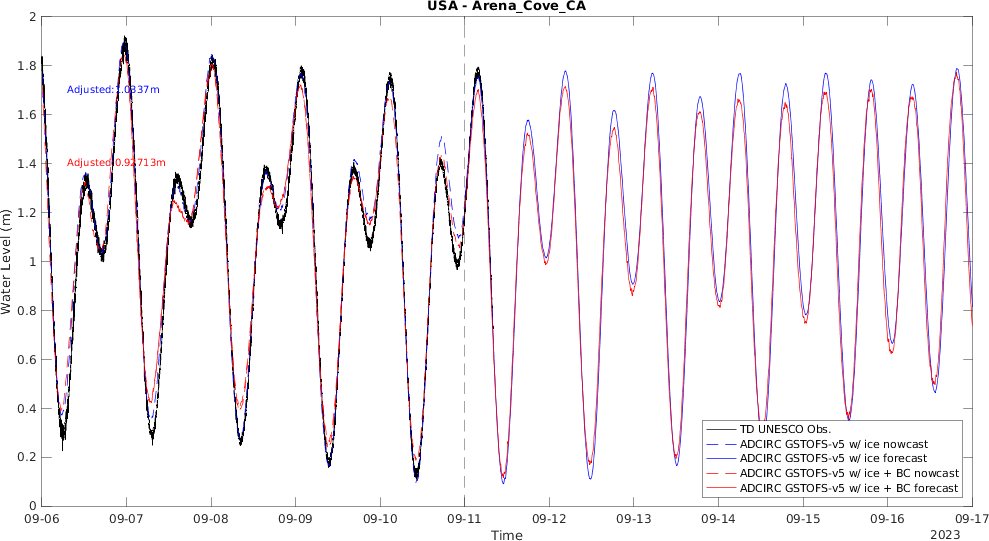 USA - Arena_Cove_CA
Water Level (m)
2
1.8
1.6
1.4
1.2
1
0.8
0.6
0.4
0.2
0
Adjusted:1.0337m
Adjusted:0.92713m
TD UNESCO Obs.
ADCIRC GSTOFS-v5 w/ ice nowcast
ADCIRC GSTOFS-v5 w/ ice forecast
ADCIRC GSTOFS-v5 w/ ice + BC nowcast
ADCIRC GSTOFS-v5 w/ ice + BC forecast
09-06 09-07 09-08 09-09 09-10 09-11 09-12 09-13 09-14 09-15 09-16 09-17
Time
2023